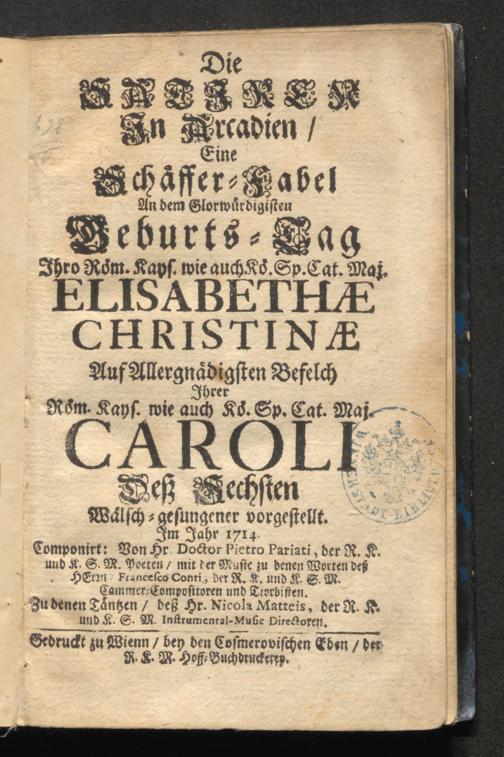 Die
SATIREN
In Arcadien /
Eine
Schäffer-Fabel
An dem Glorwürdigisten
Geburts-Tag
Ihro Röm. Kays. wie auch Kö. Sp. Cat. Maj.
ELISABETHÆ
CHRISTINÆ
Auf Allergnädigsten Befelch
Ihrer
Röm. Kays. wie auch Kö. Sp. Cat. Maj.
CAROLI
Deß Sechsten
Wälsch-gesungener vorgestellt.
Im Jahr 1714.
Componirt: Von Hr. Doctor Pietro Pariati, der R. K.
und K. S. M. Poeten / mit der Music zu denen Worten deß
HErrn Francesco Conti, der R. K. und K. S. M.
Cammer-Compositoren und Tiorbisten.
Zu denen Täntzen / deß Hr. Nicola Matteis, der R. K.
und K. S. M. Instrumental-Music Directoren.
Gedruckt zu Wienn / bey den Cosmerovischen Erben / der
R. K. M. Hoff-Buchdruckerey.